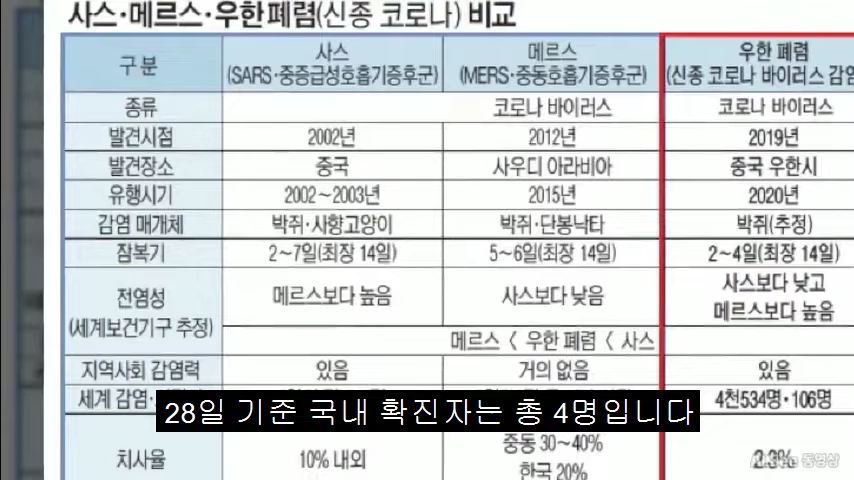 사스·메르스·우한폐렴(신종 코로나) 비교
구분 사스 (SARS·중증급성호흡기증후군) 메르스 (MERS·중동호흡기증후군) 우한 폐렴 (신종 코로나 바이러스 감염
종류 코로나 바이러스 코로나 바이러스
발견시점 2002년 2012년 2019년
발견장소 중국 사우디 아라비아 중국 우한시
유행시기 2002~2003년 2015년 2020년
감염 매개체 박쥐·사향고양이 박쥐·단봉낙타 박쥐(추정)
잠복기 2~7일(최장 14일) 5~6일(최장 14일) 2~4일(최장 14일)
전염성 (세계보건기구 추정) 메르스보다 높음 사스보다 낮음 사스보다 낮고 메르스보다 높음
메르스 < 우한 폐렴 < 사스
지역사회 감염력 있음 거의 없음 있음
세계 감염· 4천534명·106명
28일 기준 국내 확진자는 총 4명입니다
치사율 10% 내외 중동 30~40% 한국 20% 2.3%
동영상